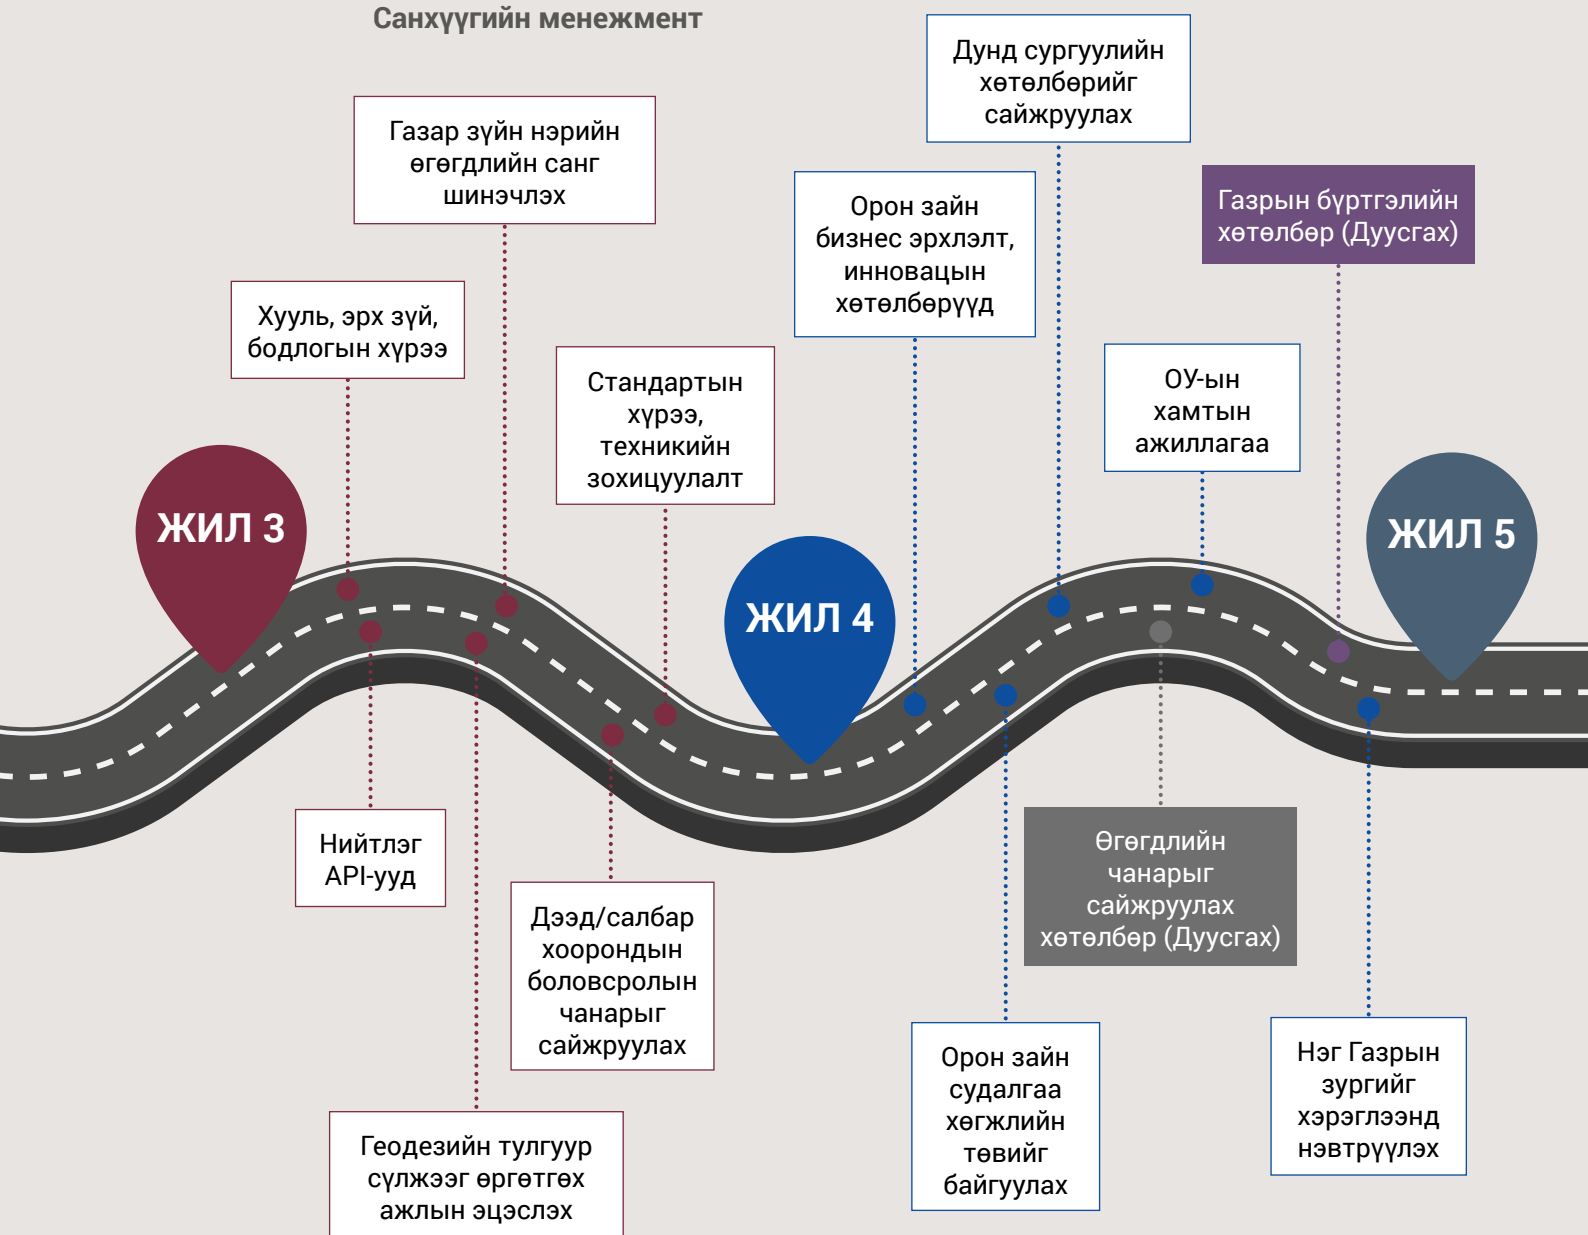 Санхүүгийн менежмент
Дунд сургуулийн
хөтөлбөрийг
сайжруулах
Газар зүйн нэрийн
өгөгдлийн санг
шинэчлэх
Орон зайн
бизнес эрхлэлт,
инновацын
хөтөлбөрүүд
Газрын бүртгэлийн
хөтөлбөр (Дуусгах)
Хууль, эрх зүй,
бодлогын хүрээ
Стандартын
хүрээ,
техникийн
зохицуулалт
ОУ-ын
хамтын
ажиллагаа
ЖИЛ 3
ЖИЛ 4
ЖИЛ 5
Нийтлэг
API-ууд
Дээд/салбар
хоорондын
боловсролын
чанарыг
сайжруулах
Геодезийн тулгуур
сүлжээг өргөтгөх
ажлын эцэслэх
Өгөгдлийн
чанарыг
сайжруулах
хөтөлбөр (Дуусгах)
Орон зайн
судалгаа
хөгжлийн
төвийг
байгуулах
Нэг Газрын
зургийг
хэрэглээнд
нэвтрүүлэх